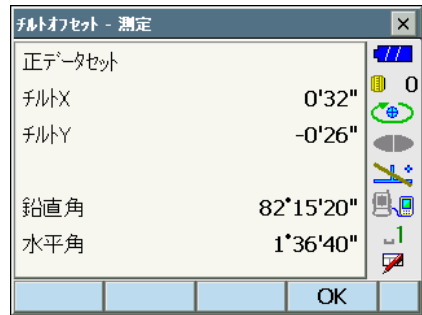 ﾁﾙﾄｵﾌｾｯﾄ - 測定
正ﾃﾞｰﾀｾｯﾄ
ﾁﾙﾄX 0'32"
ﾁﾙﾄY -0'26"
鉛直角 82ﾟ15'20"
水平角 1ﾟ36'40"
0
1
OK